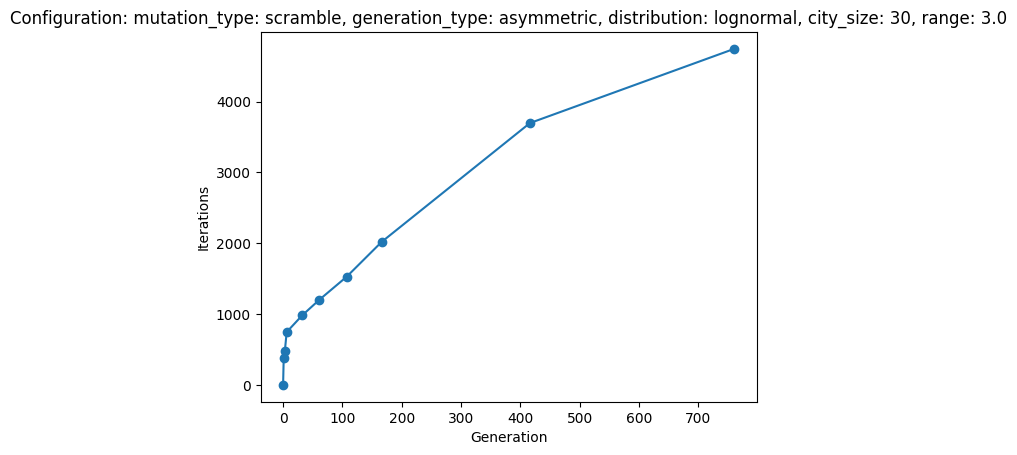 Configuration: mutation_type: scramble, generation_type: asymmetric, distribution: lognormal, city_size: 30, range: 3.0
4000
3000
2000
1000
0
Iterations
0 100 200 300 400 500 600 700
Generation